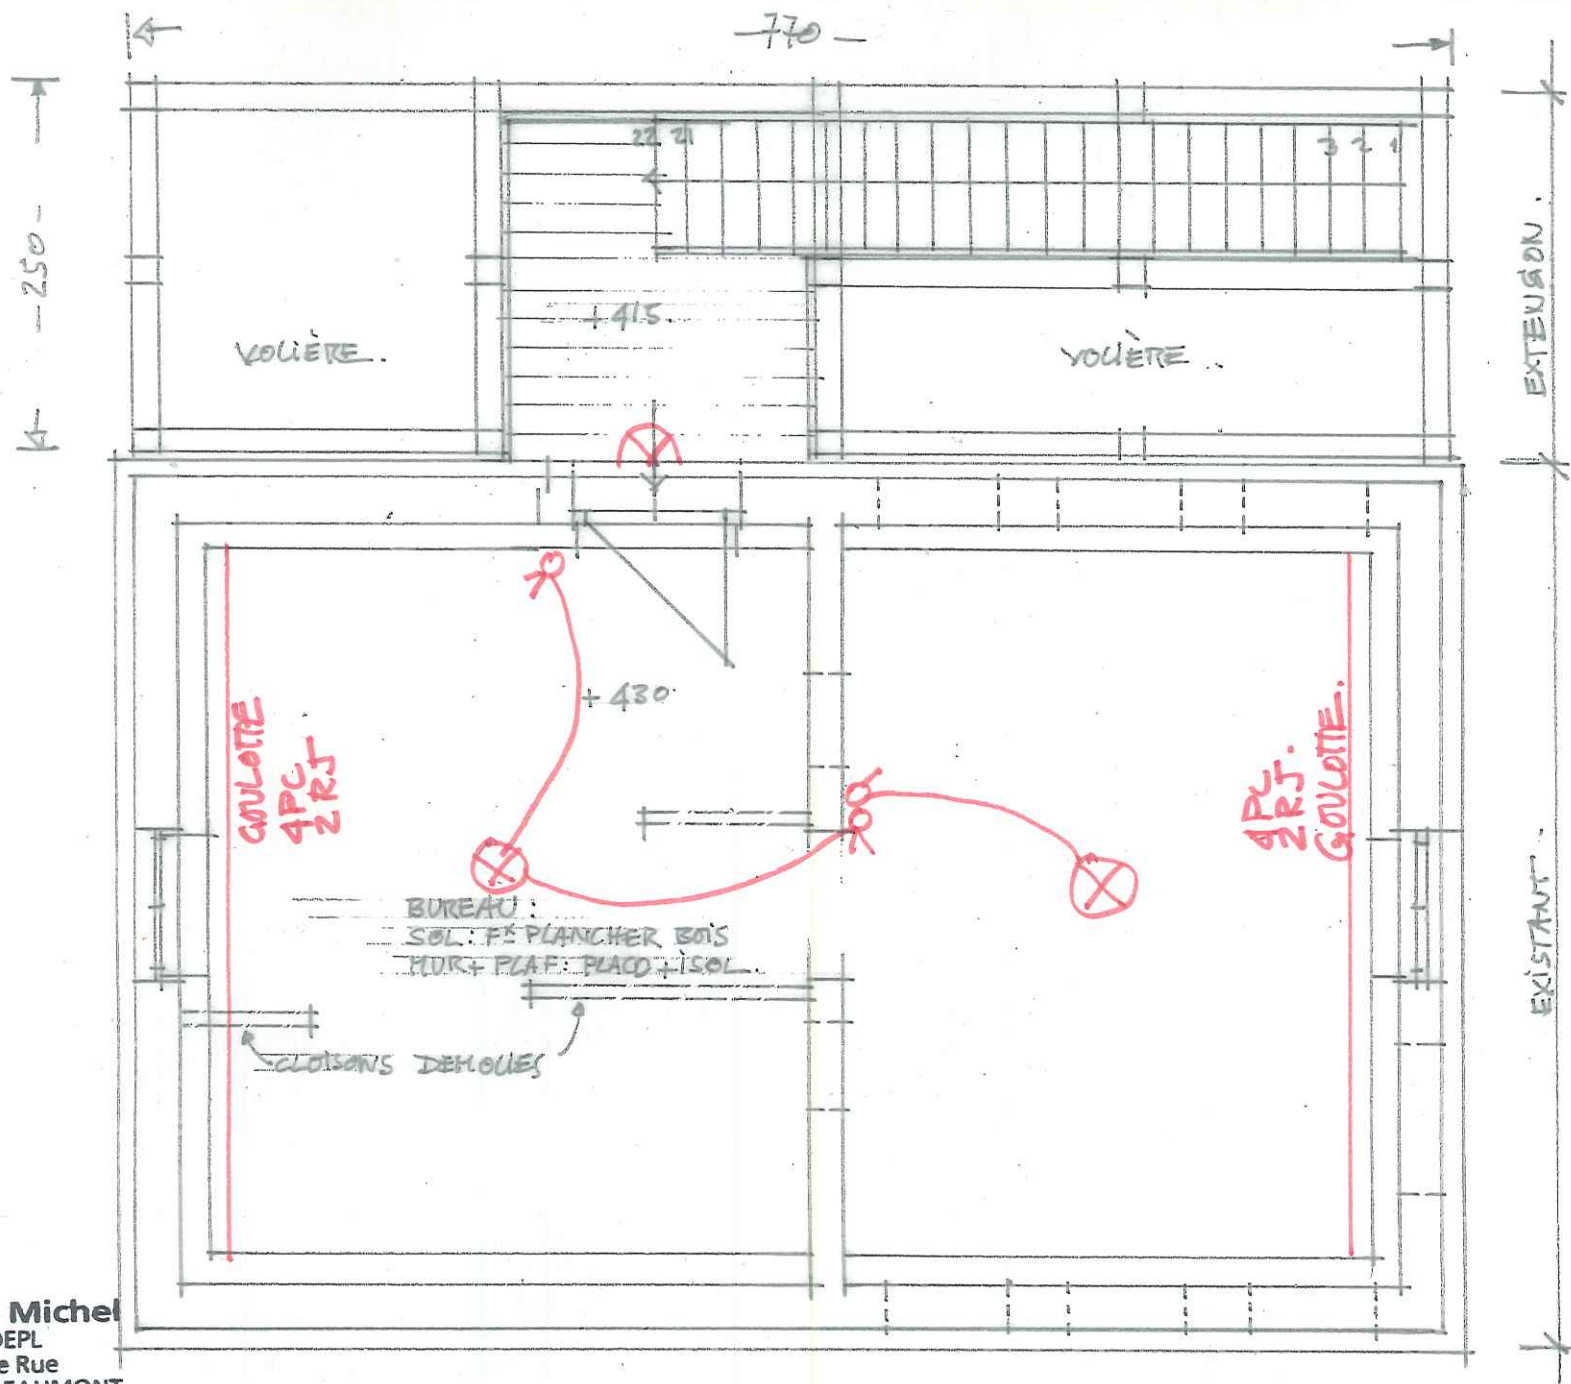 -770-
-250-
22 21
3 2 1
+415.
VOLIÈRE.
VOLIÈRE.
EXTENSION.
+430.
GOULOTTE
4PC
2RJ
4PC
2RJ.
GOULOTTE.
BUREAU:
SOL: Fx PLANCHER BOIS
MUR+ PLAF: PLACO+ISOL.
CLOISONS DEMOLIES
EXISTANT.
Michel
DEPL
e Rue
EAUMONT